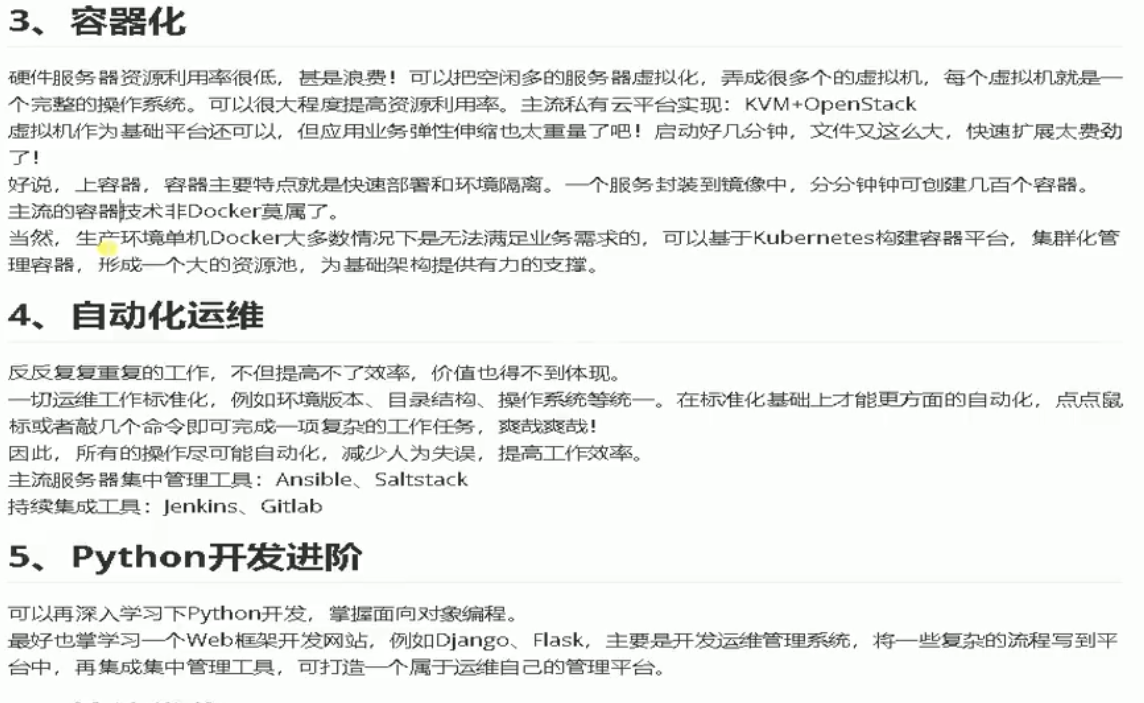 3、 容器化
硬件服务器资源利用率很低，甚是浪费！可以把空闲多的服务器虚拟化，弄成很多个的虚拟机，每个虚拟机就是一
个完整的操作系统。可以很大程度提高资源利用率。主流私有云平台实现：KVM+OpenStack
虚拟机作为基础平台还可以，但应用业务弹性伸缩也太重量了吧！启动好几分钟，文件又这么大，快速扩展太费劲
了！
好说，上容器，容器主要特点就是快速部署和环境隔离。一个服务封装到镜像中，分分钟钟可创建几百个容器。
主流的容器技术非Docker莫属了。
当然，生产环境单机Docker大多数情况下是无法满足业务需求的，可以基于Kubernetes构建容器平台，集群化管
理容器，形成一个大的资源池，为基础架构提供有力的支撑。
4、 自动化运维
反反复复重复的工作，不但提高不了效率，价值也得不到体现。
一切运维工作标准化，例如环境版本、目录结构、操作系统等统一。在标准化基础上才能更方面的自动化，点点鼠
标或者敲几个命令即可完成一项复杂的工作任务，爽哉爽哉！
因此，所有的操作尽可能自动化，减少人为失误，提高工作效率。
主流服务器集中管理工具：Ansible、Saltstack
持续集成工具：Jenkins、Gitlab
5、 Python开发进阶
可以再深入学习下Python开发，掌握面向对象编程。
最好也掌学习一个Web框架开发网站，例如Django、Flask，主要是开发运维管理系统，将一些复杂的流程写到平
台中，再集成集中管理工具，可打造一个属于运维自己的管理平台。